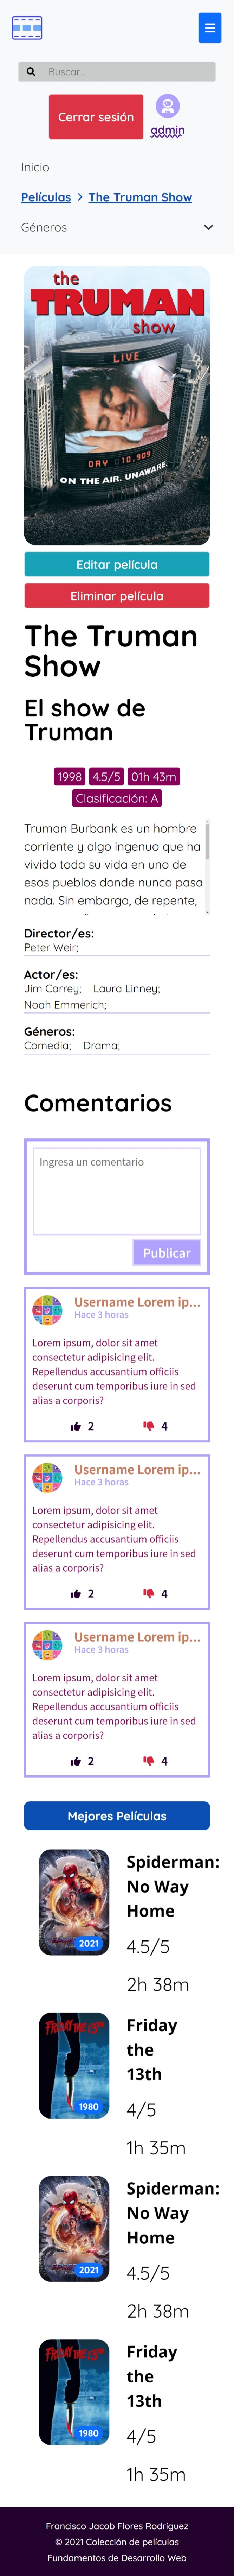 Buscar...
Cerrar sesión
admin
Inicio
Películas > The Truman Show
Géneros
the
TRUMAN
show
LIVE
DAY 10,909
ON THE AIR. UNAWARE.
Editar película
Eliminar película
The Truman
Show
El show de
Truman
1998 4.5/5 01h 43m
Clasificación: A
Truman Burbank es un hombre
corriente y algo ingenuo que ha
vivido toda su vida en uno de
esos pueblos donde nunca pasa
nada. Sin embargo, de repente,
Director/es:
Peter Weir;
Actor/es:
Jim Carrey; Laura Linney;
Noah Emmerich;
Géneros:
Comedia; Drama;
Comentarios
Ingresa un comentario
Publicar
Username Lorem ip...
Hace 3 horas
Lorem ipsum, dolor sit amet
consectetur adipisicing elit.
Repellendus accusantium officiis
deserunt cum temporibus iure in sed
alias a corporis?
2 4
Username Lorem ip...
Hace 3 horas
Lorem ipsum, dolor sit amet
consectetur adipisicing elit.
Repellendus accusantium officiis
deserunt cum temporibus iure in sed
alias a corporis?
2 4
Username Lorem ip...
Hace 3 horas
Lorem ipsum, dolor sit amet
consectetur adipisicing elit.
Repellendus accusantium officiis
deserunt cum temporibus iure in sed
alias a corporis?
2 4
Mejores Películas
2021
Spiderman:
No Way
Home
4.5/5
2h 38m
FRIDAY THE 13TH
1980
Friday
the
13th
4/5
1h 35m
2021
Spiderman:
No Way
Home
4.5/5
2h 38m
FRIDAY THE 13TH
1980
Friday
the
13th
4/5
1h 35m
Francisco Jacob Flores Rodríguez
© 2021 Colección de películas
Fundamentos de Desarrollo Web